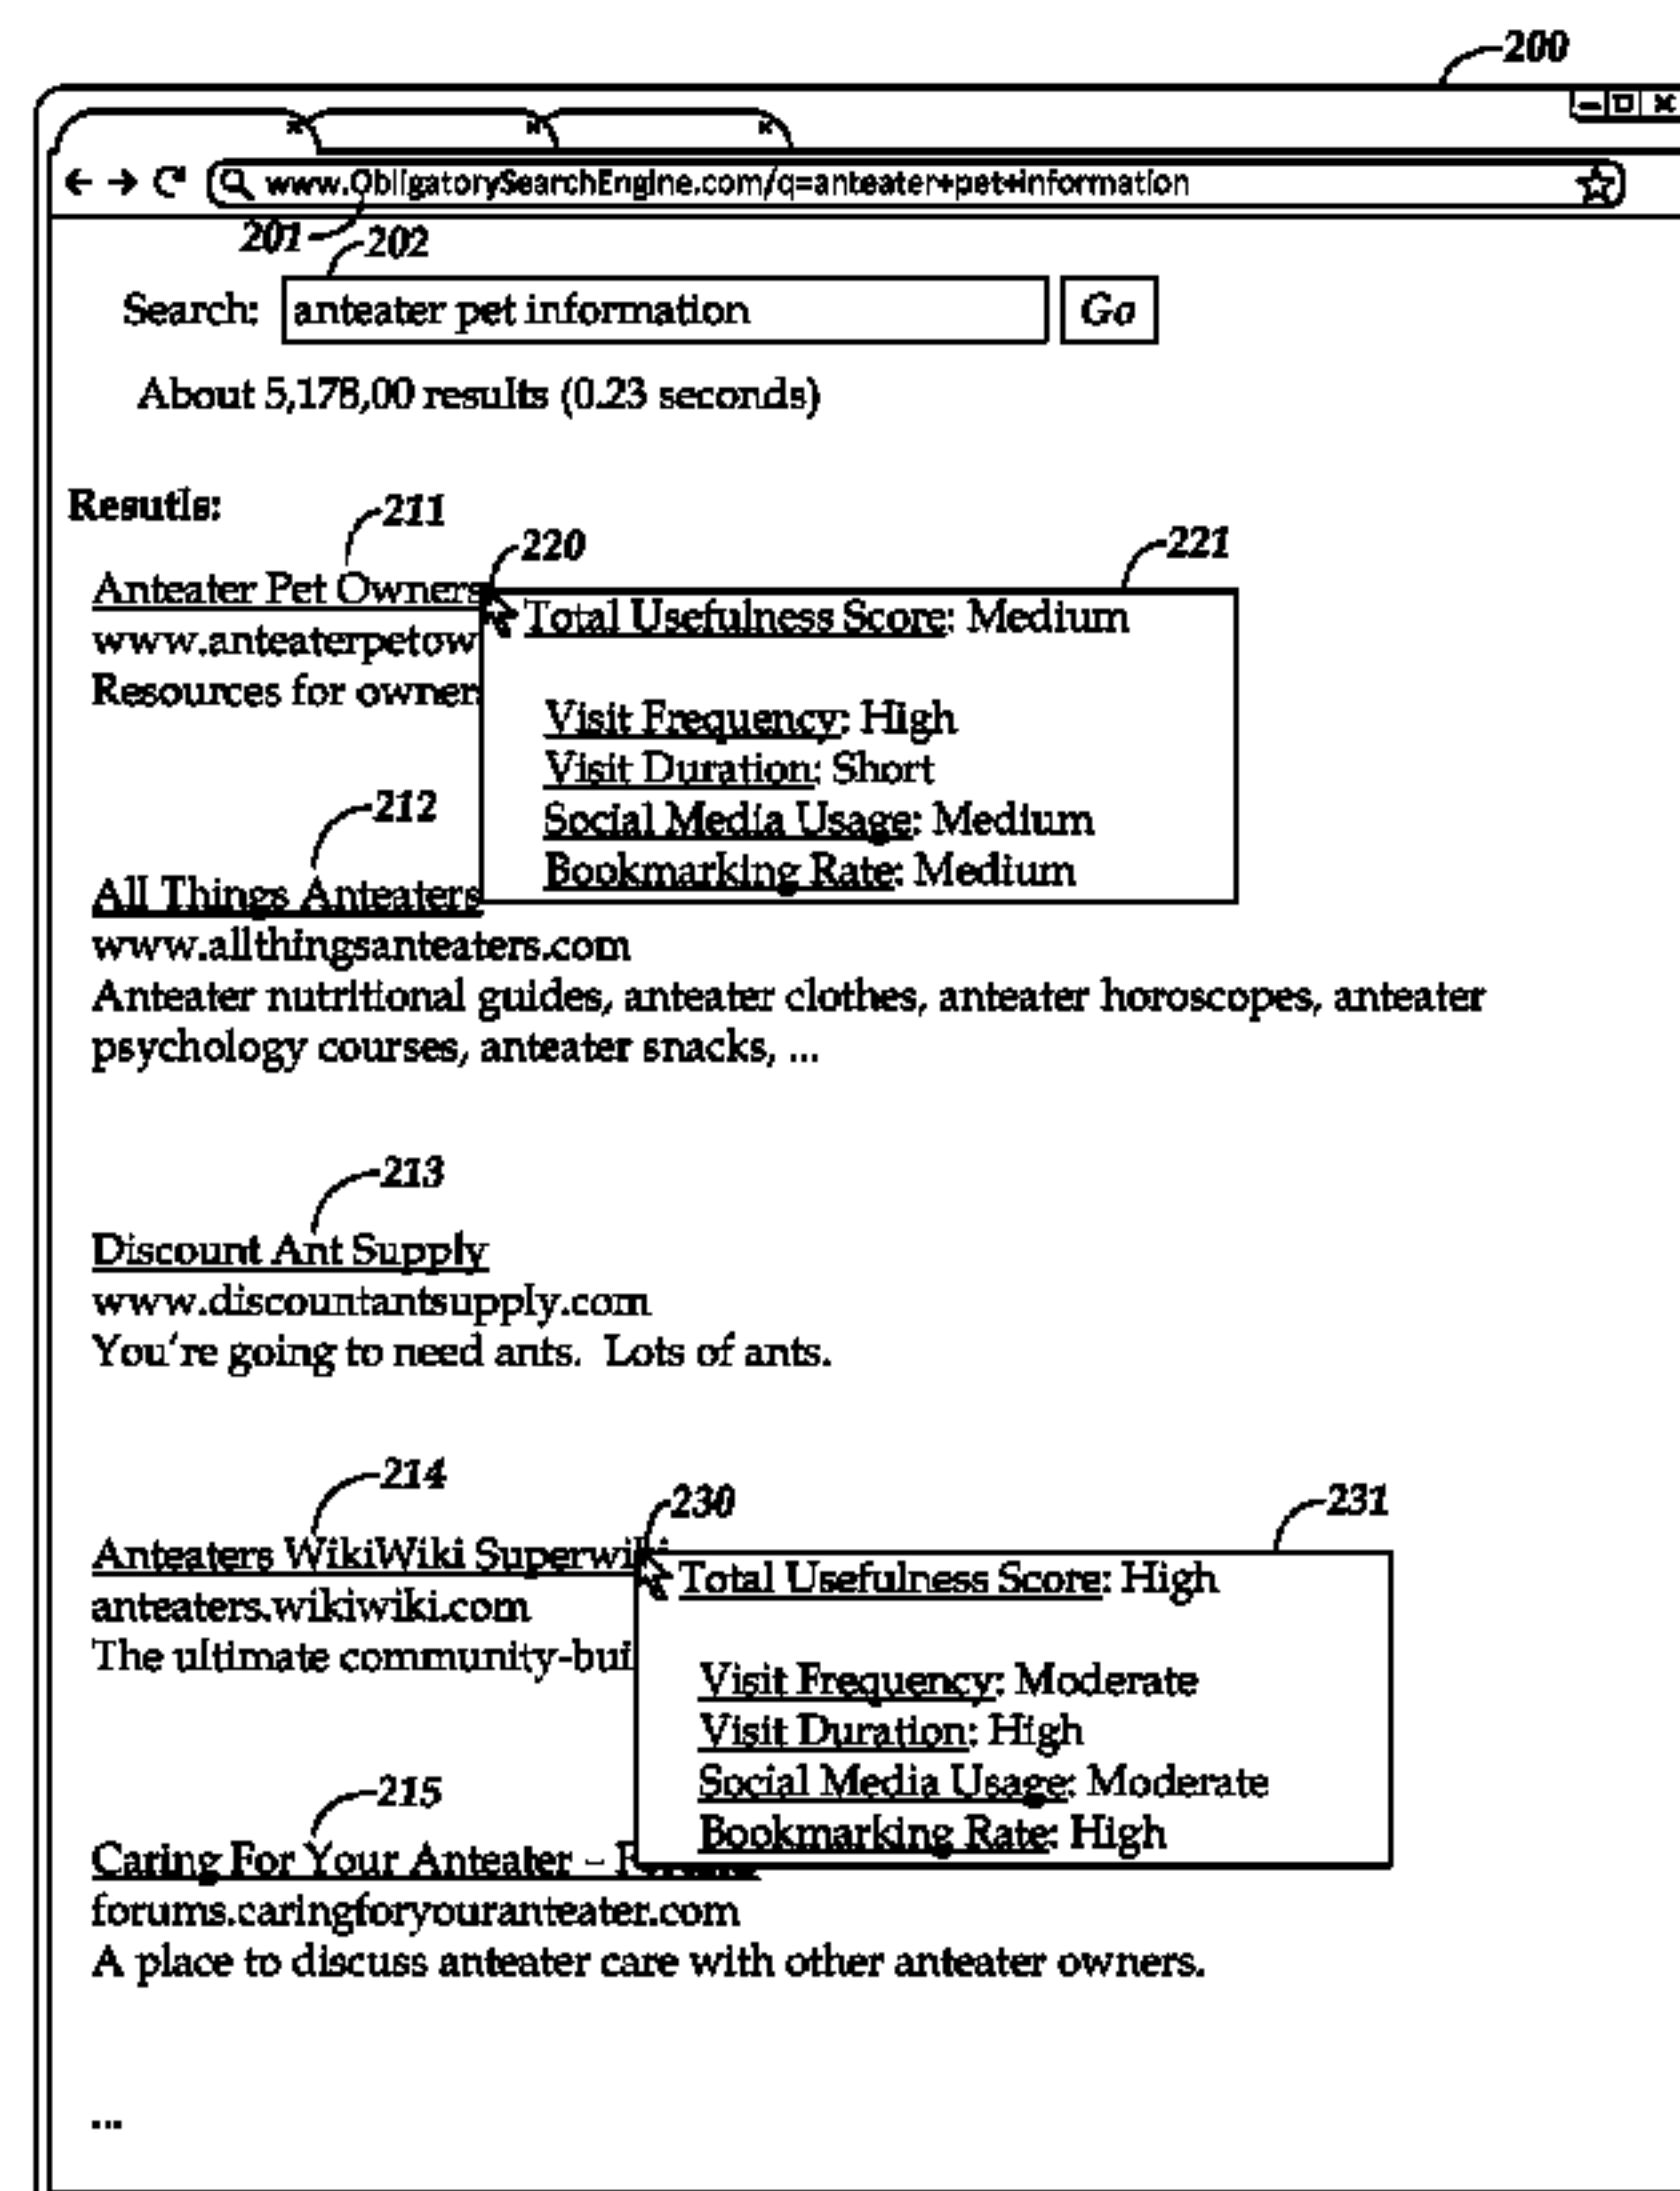 200
www.ObligatorySearchEngine.com/q=anteater+pet+information
201
202
Search: anteater pet information Go
About 5,178,00 results (0.23 seconds)
Resutls:
211
220
221
Anteater Pet Owners
www.anteaterpetow
Resources for owner
Total Usefulness Score: Medium
Visit Frequency: High
Visit Duration: Short
Social Media Usage: Medium
Bookmarking Rate: Medium
212
All Things Anteaters
www.allthingsanteaters.com
Anteater nutritional guides, anteater clothes, anteater horoscopes, anteater
psychology courses, anteater snacks, ...
213
Discount Ant Supply
www.discountantsupply.com
You're going to need ants. Lots of ants.
214
230
231
Anteaters WikiWiki Superwiki
anteaters.wikiwiki.com
The ultimate community-bui
Total Usefulness Score: High
Visit Frequency: Moderate
Visit Duration: High
Social Media Usage: Moderate
Bookmarking Rate: High
215
Caring For Your Anteater –
forums.caringforyouranteater.com
A place to discuss anteater care with other anteater owners.
...